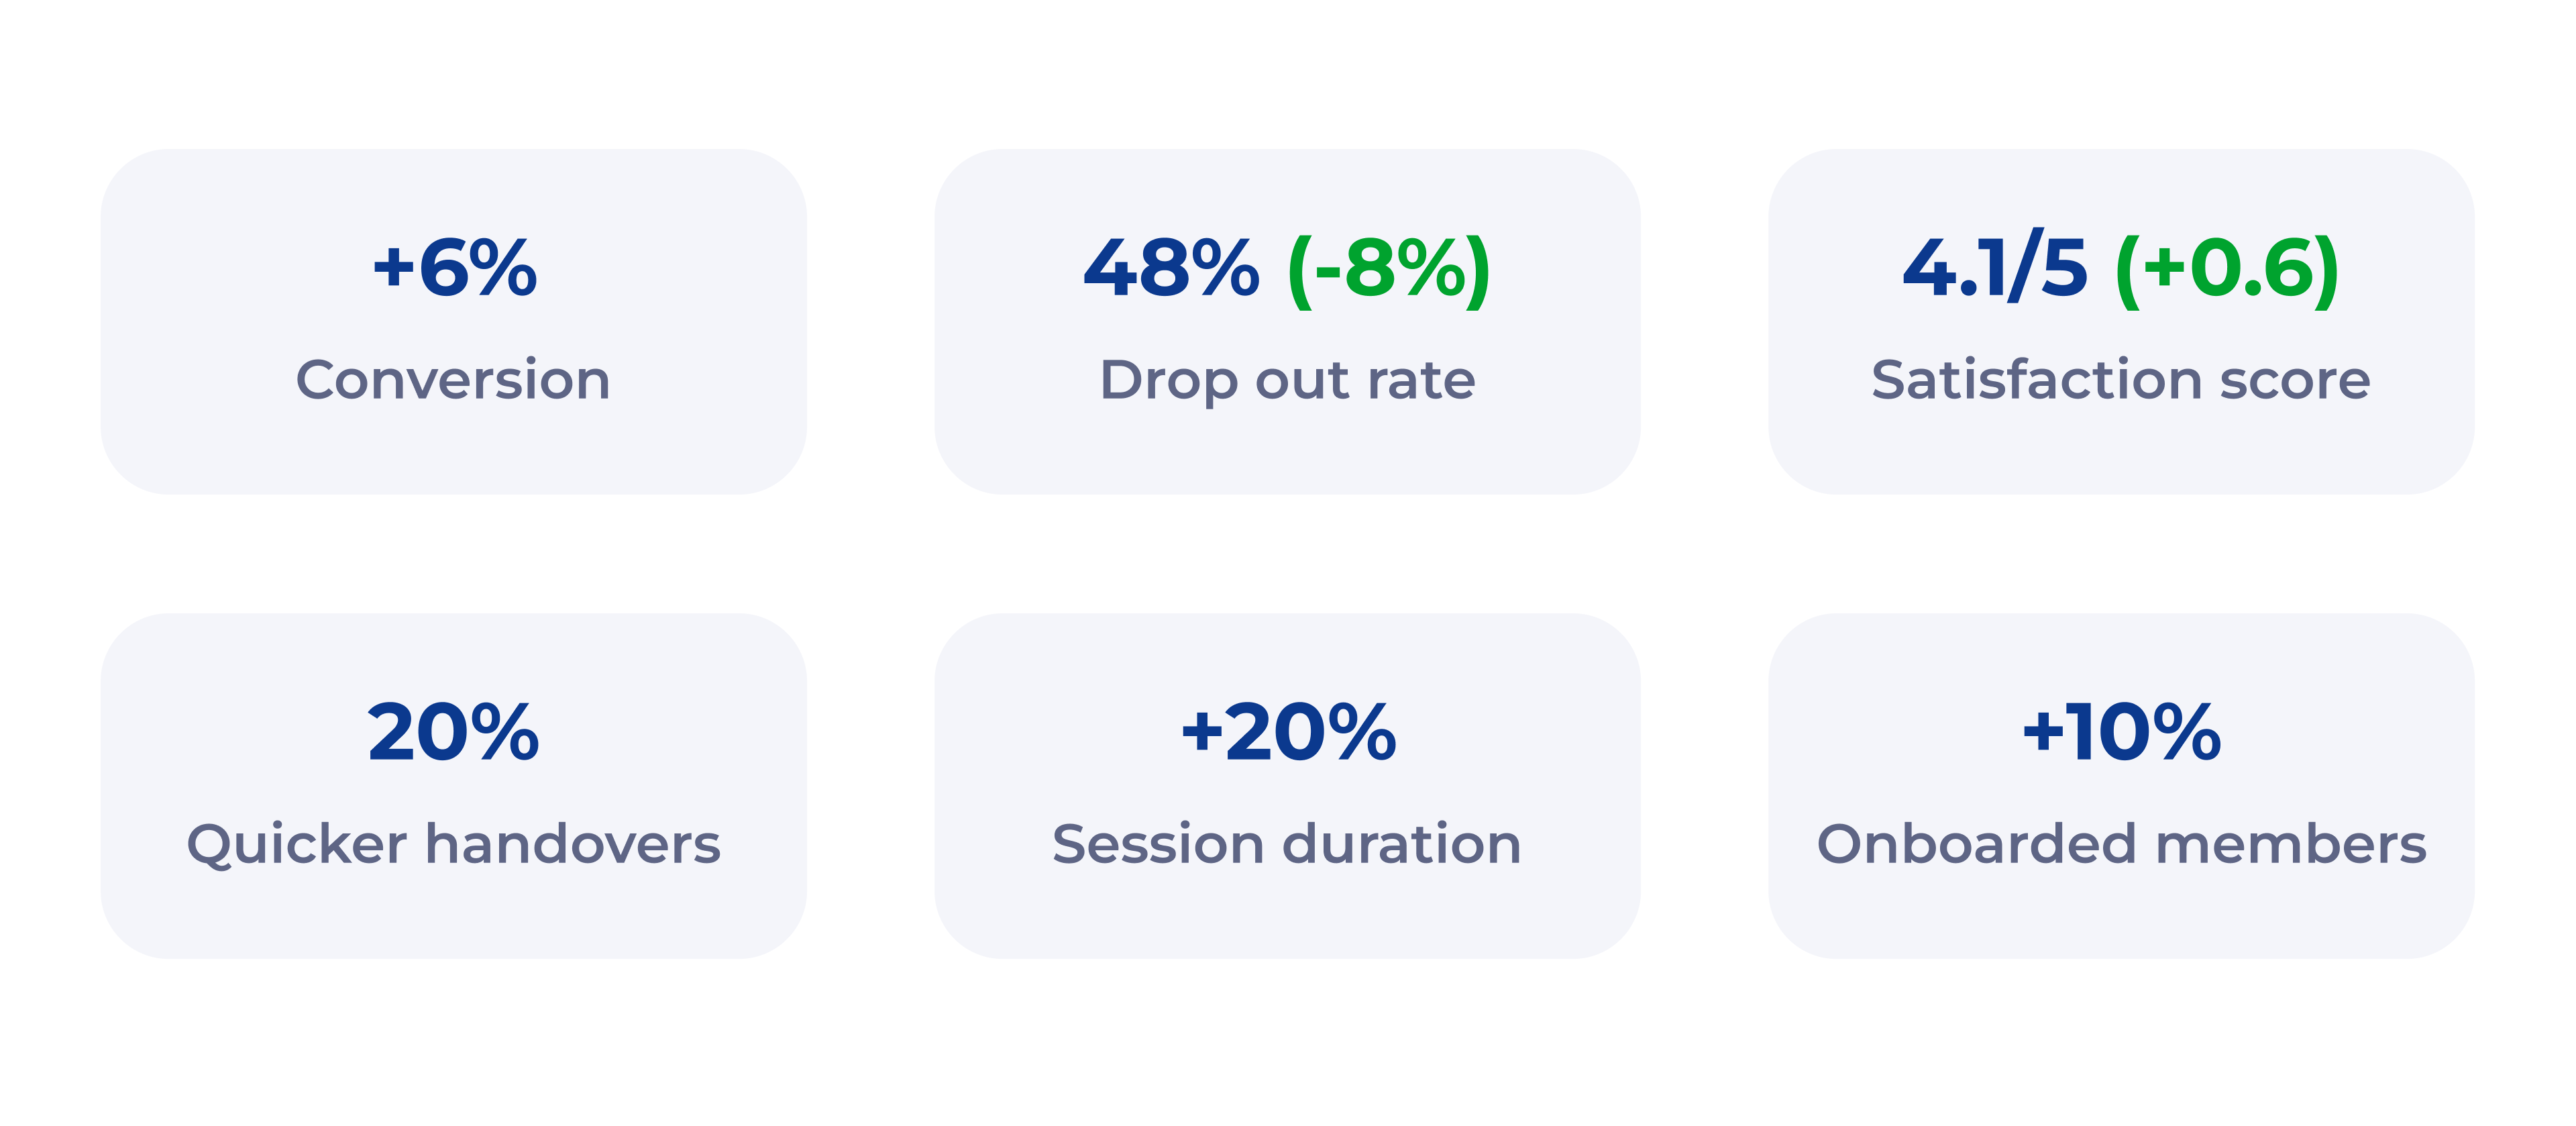 +6%
Conversion
48% (-8%)
Drop out rate
4.1/5 (+0.6)
Satisfaction score
20%
Quicker handovers
+20%
Session duration
+10%
Onboarded members